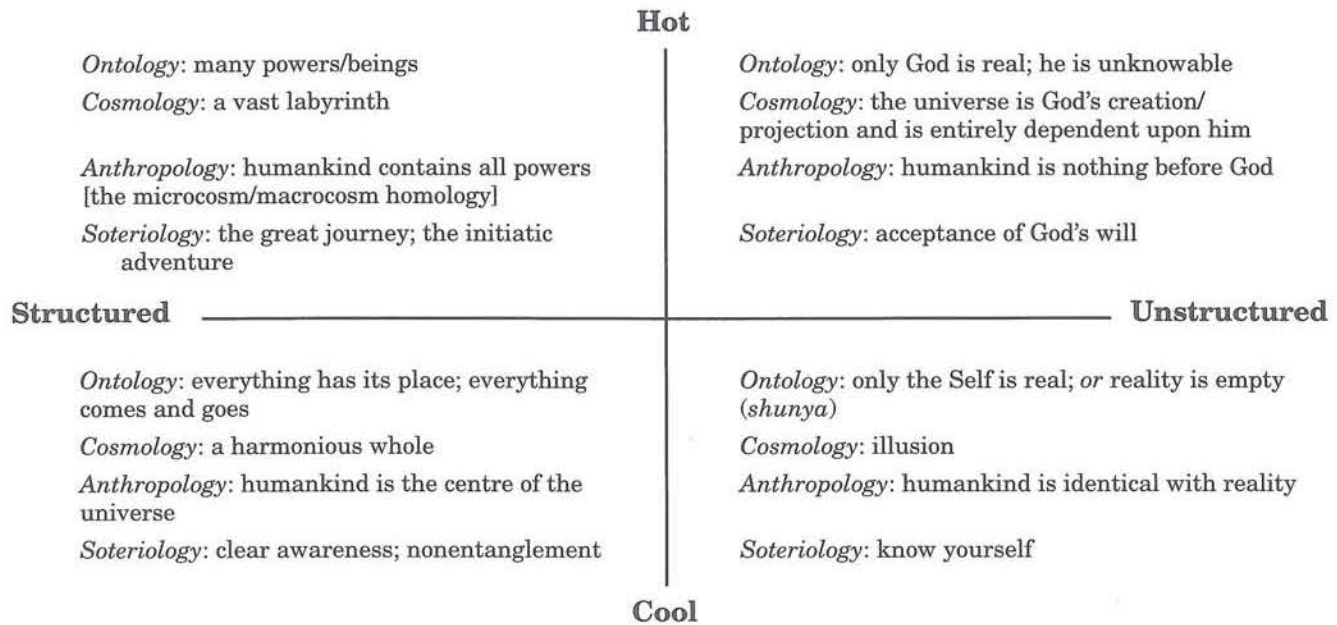 Hot
Ontology: many powers/beings
Cosmology: a vast labyrinth
Anthropology: humankind contains all powers
[the microcosm/macrocosm homology]
Soteriology: the great journey; the initiatic
adventure
Ontology: only God is real; he is unknowable
Cosmology: the universe is God's creation/
projection and is entirely dependent upon him
Anthropology: humankind is nothing before God
Soteriology: acceptance of God's will
Structured
Unstructured
Ontology: everything has its place; everything
comes and goes
Cosmology: a harmonious whole
Anthropology: humankind is the centre of the
universe
Soteriology: clear awareness; nonentanglement
Ontology: only the Self is real; or reality is empty
(shunya)
Cosmology: illusion
Anthropology: humankind is identical with reality
Soteriology: know yourself
Cool